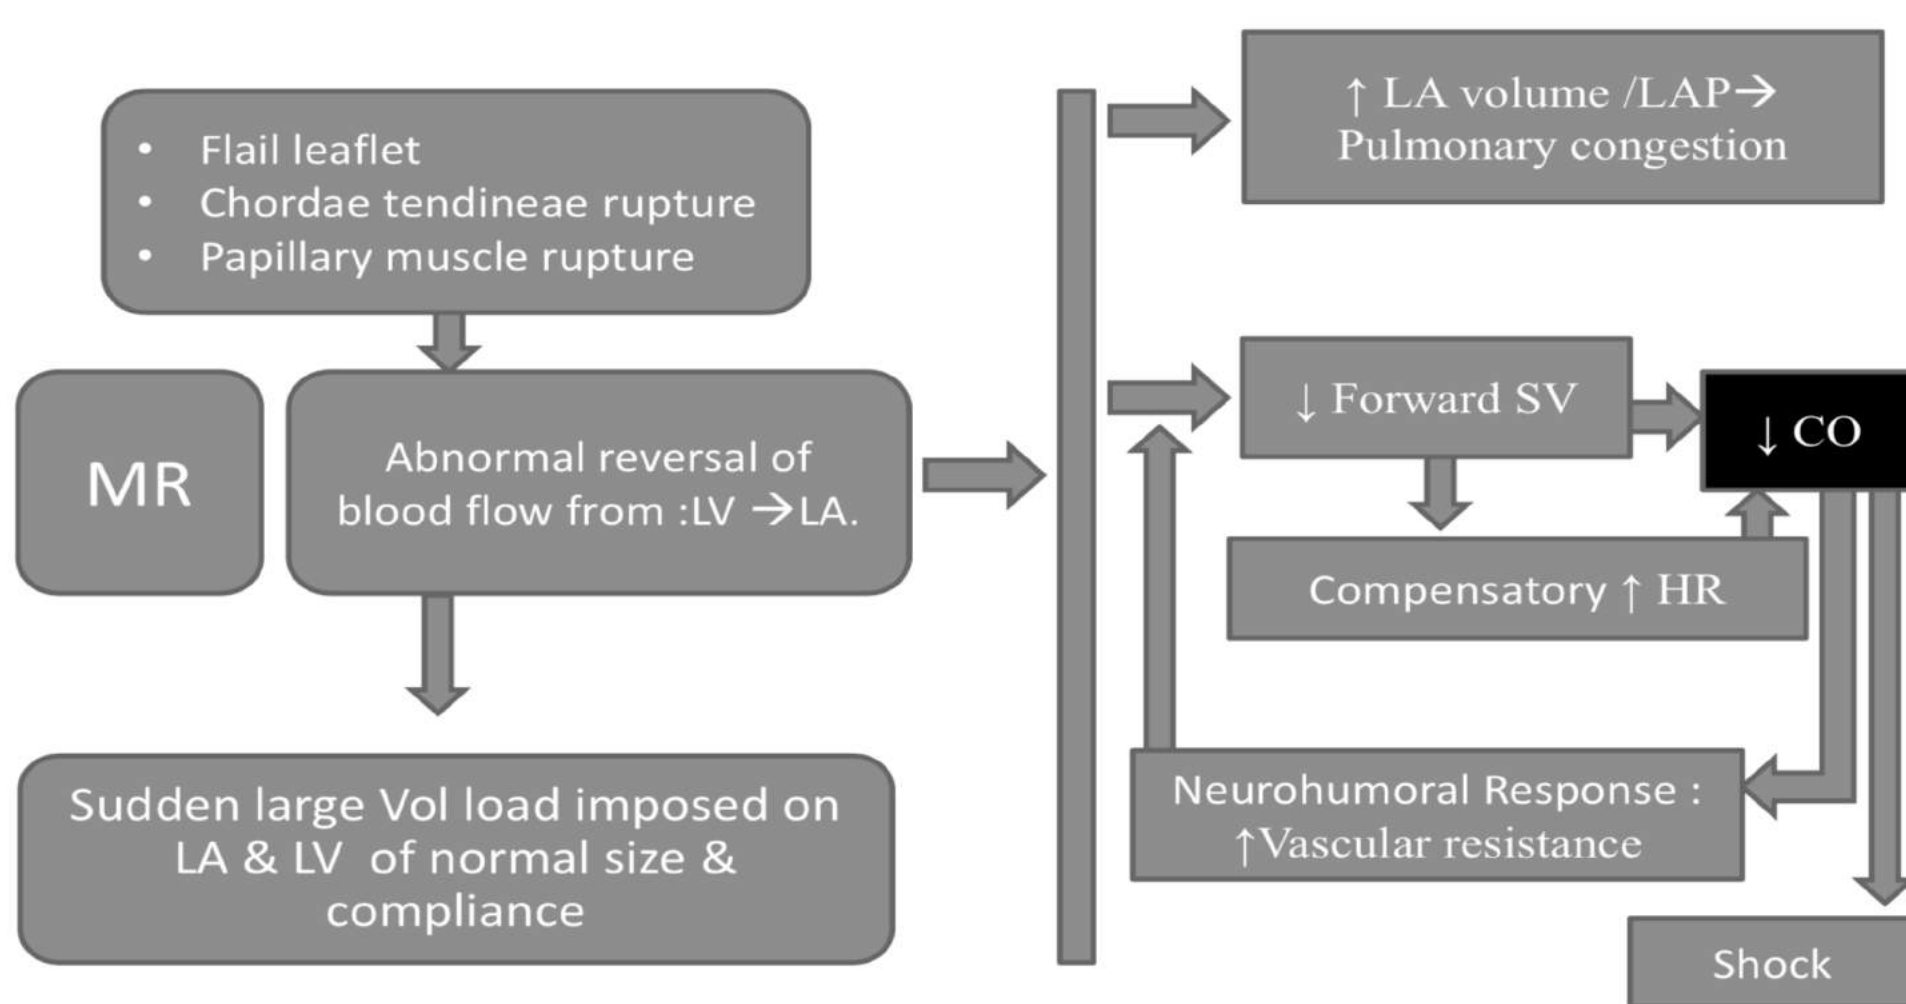 • Flail leaflet
• Chordae tendineae rupture
• Papillary muscle rupture
MR
Abnormal reversal of
blood flow from :LV →LA.
Sudden large Vol load imposed on
LA & LV of normal size &
compliance
↑ LA volume /LAP→
Pulmonary congestion
↓ Forward SV
↓ CO
Compensatory ↑ HR
Neurohumoral Response :
↑Vascular resistance
Shock